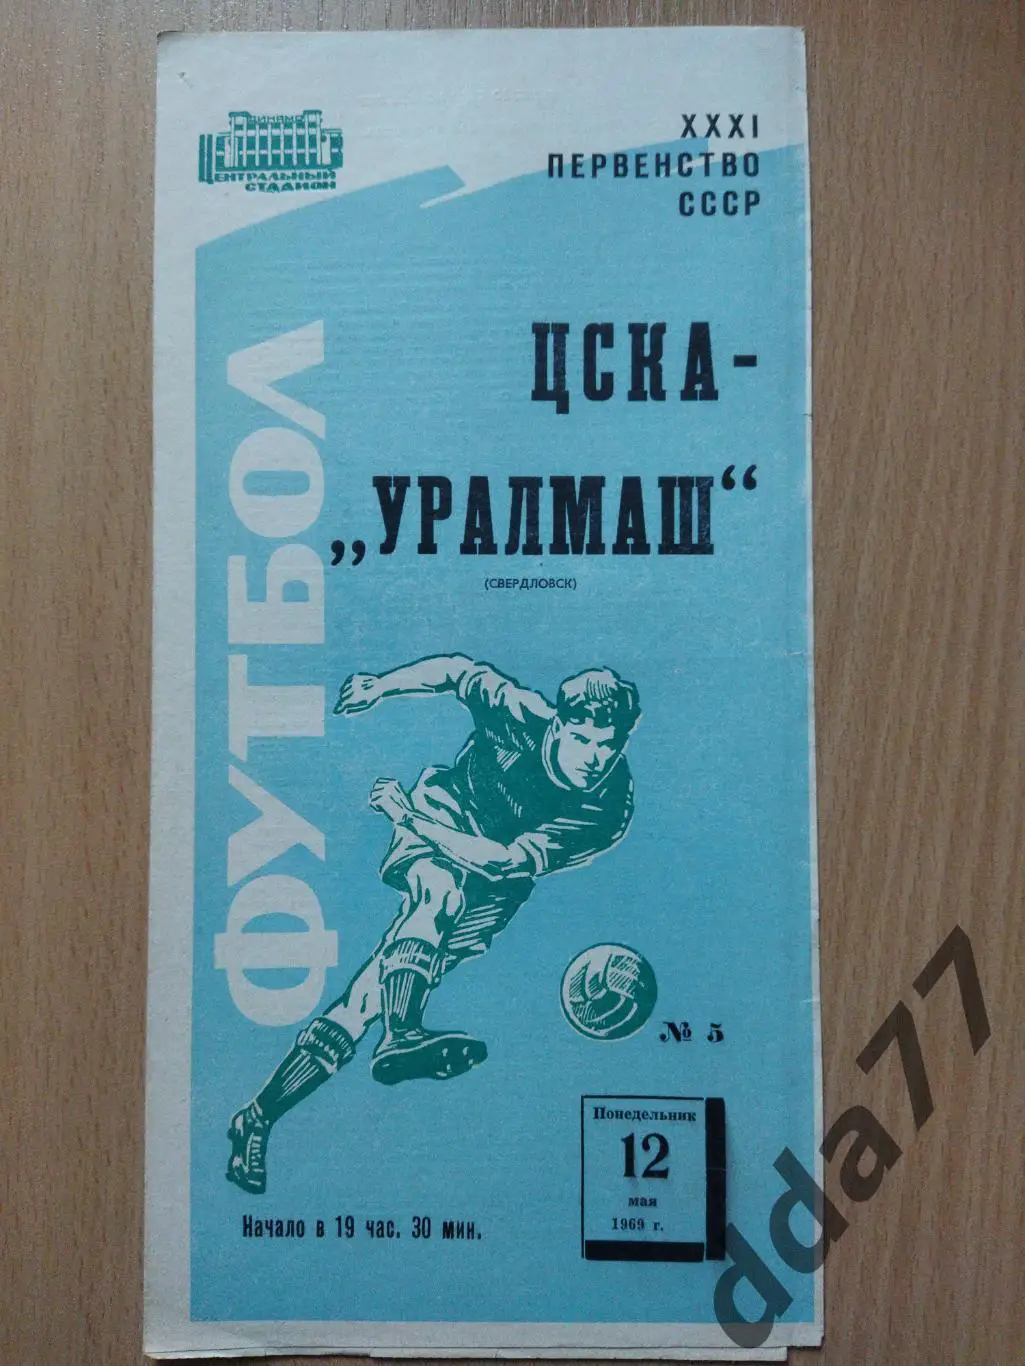 ДИНАМО
ЦЕНТРАЛЬНЫЙ
СТАДИОН
XXXI
ПЕРВЕНСТВО
СССР
ФУТБОЛ
ЦСКА-
„УРАЛМАШ“
(СВЕРДЛОВСК)
№ 5
Понедельник
12
мая
1969 г.
Начало в 19 час. 30 мин.
dda77